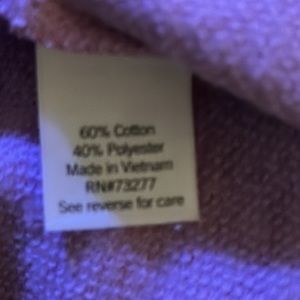 60% Cotton
40% Polyester
Made in Vietnam
RN#73277
See reverse for care